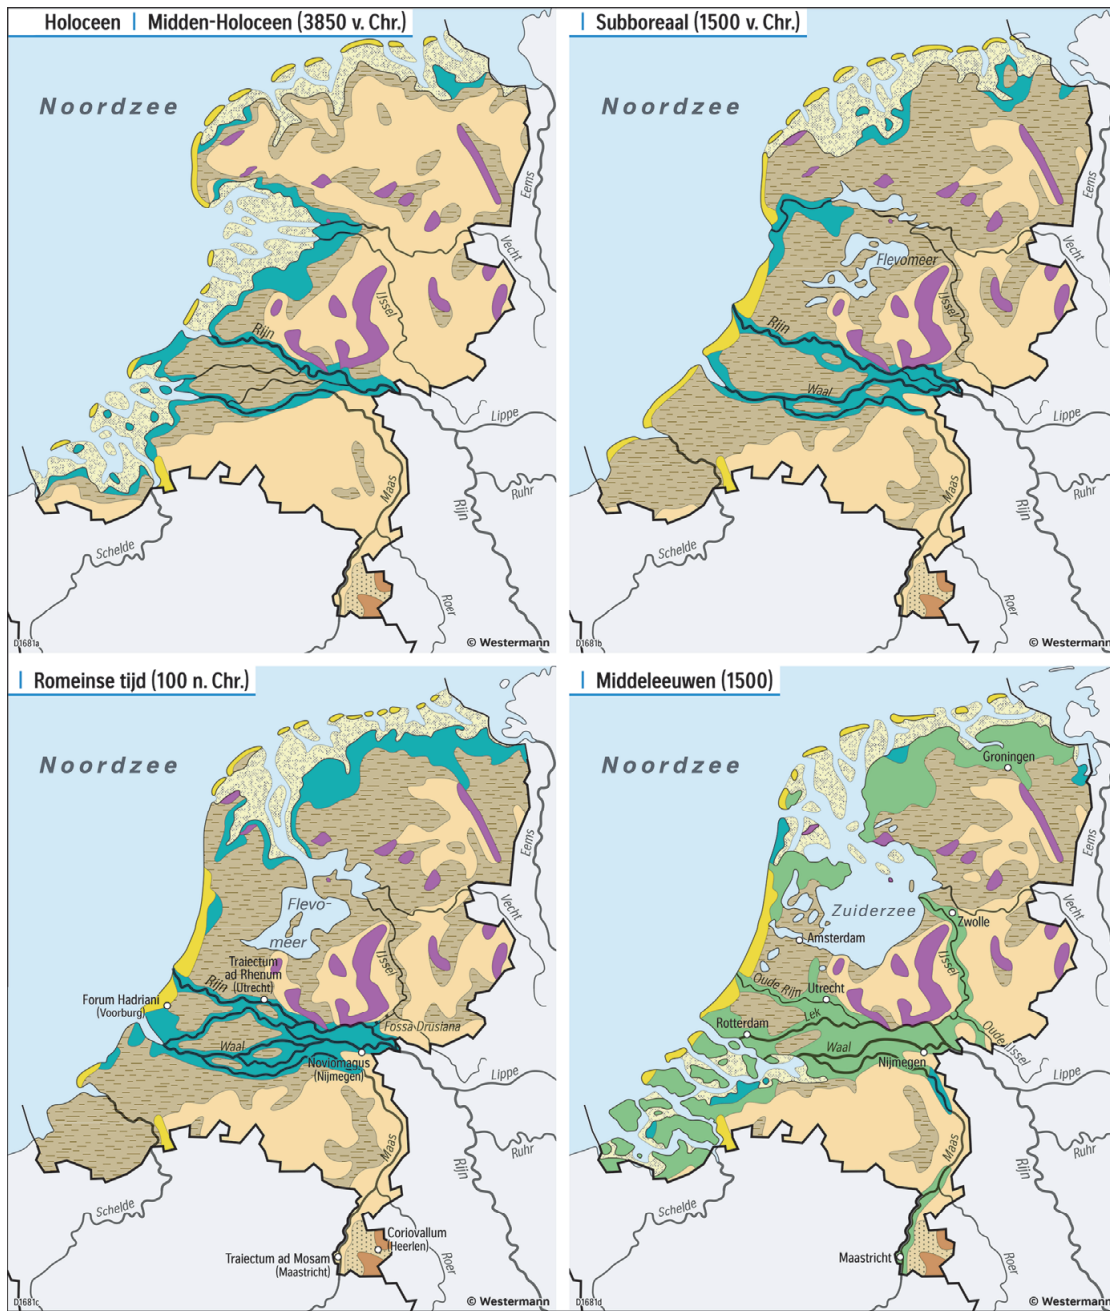 Holoceen | Midden-Holoceen (3850 v. Chr.)
Noordzee
Eems
Vecht
IJssel
Rijn
Lippe
Maas
Ruhr
Rijn
Schelde
Roer
D1681a
© Westermann
| Subboreaal (1500 v. Chr.)
Noordzee
Eems
Vecht
Flevomeer
IJssel
Rijn
Waal
Lippe
Maas
Ruhr
Rijn
Schelde
Roer
D1681b
© Westermann
| Romeinse tijd (100 n. Chr.)
Noordzee
Eems
Vecht
Flevo-
meer
Traiectum
ad Rhenum
(Utrecht)
IJssel
Rijn
Forum Hadriani
(Voorburg)
Fossa Drusiana
Waal
Noviomagus
(Nijmegen)
Lippe
Maas
Ruhr
Rijn
Schelde
Coriovallum
(Heerlen)
Traiectum ad Mosam
(Maastricht)
Roer
D1681c
© Westermann
| Middeleeuwen (1500)
Groningen
Noordzee
Eems
Vecht
Zuiderzee
Zwolle
Amsterdam
IJssel
Oude Rijn
Utrecht
Lek
Rotterdam
Oude IJssel
Waal
Nijmegen
Lippe
Maas
Ruhr
Rijn
Schelde
Maastricht
Roer
D1681d
© Westermann